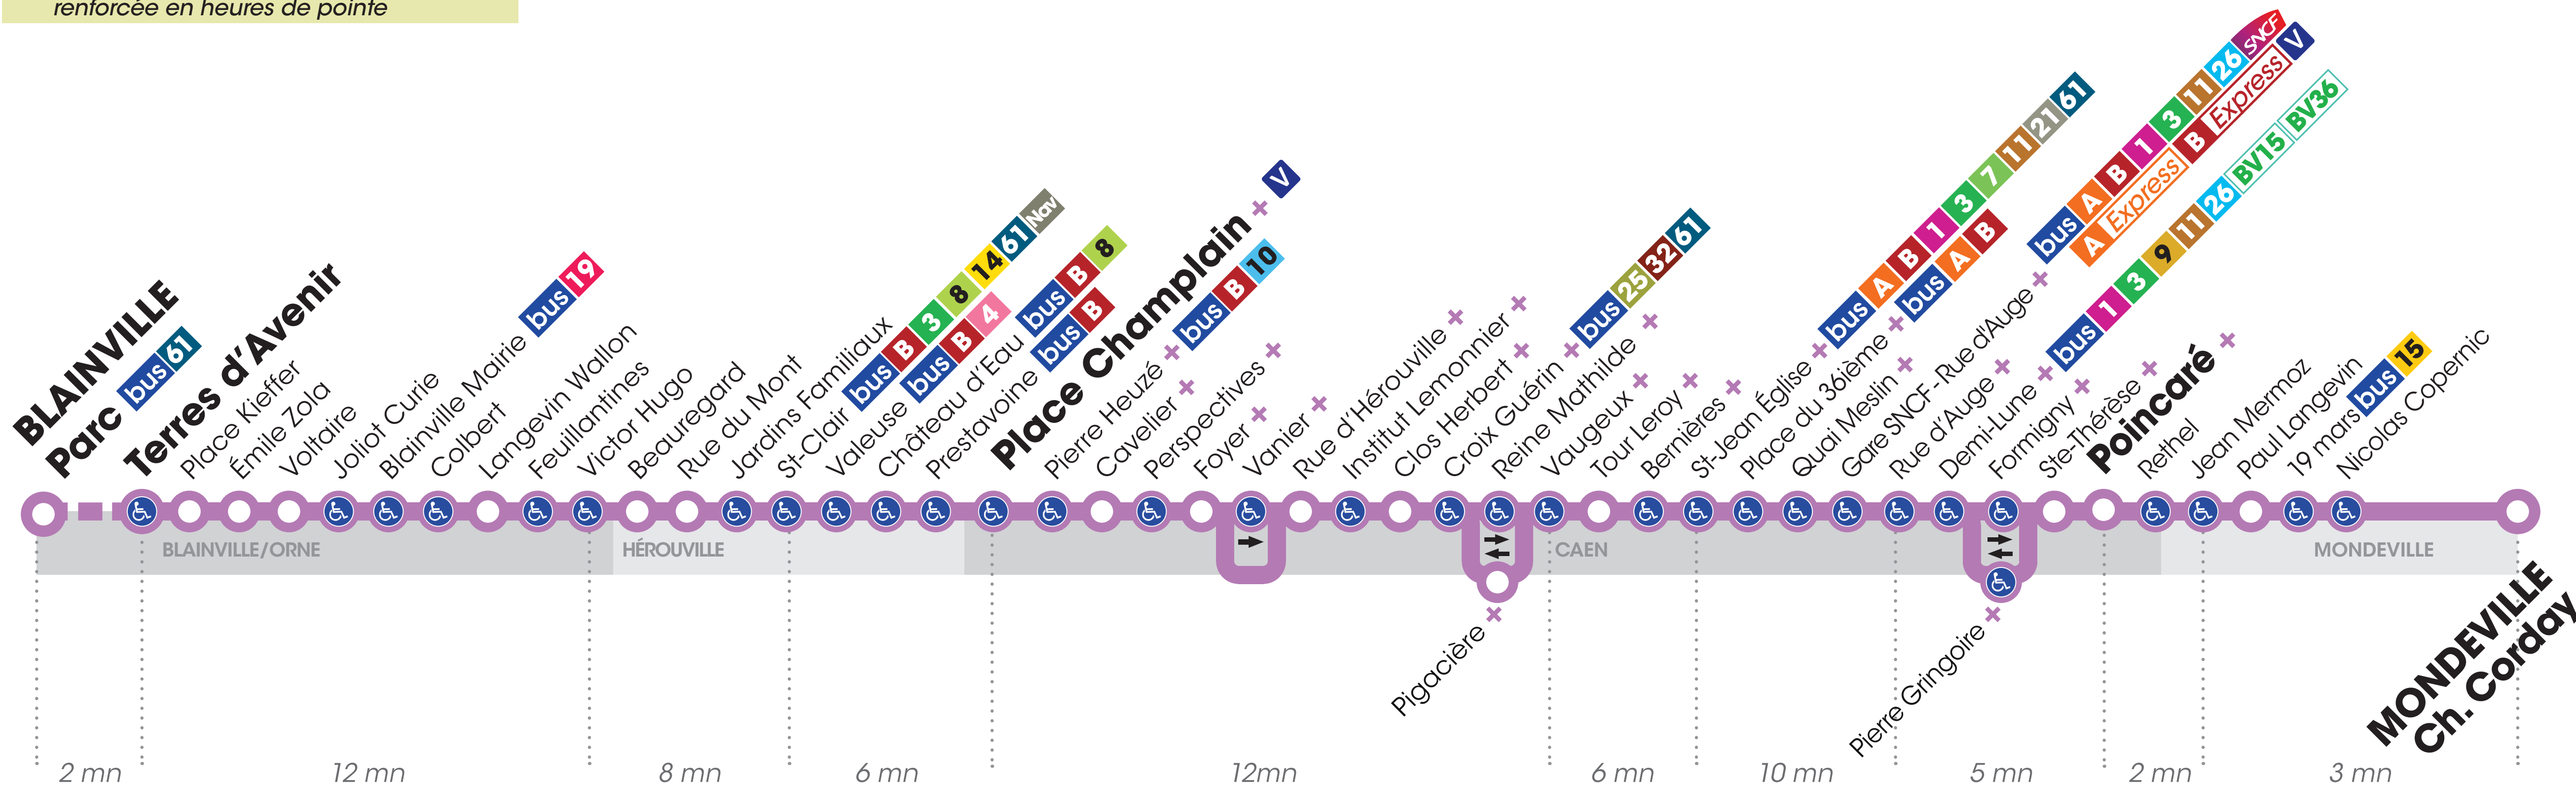 renforcée en heures de pointe
BLAINVILLE
Parc bus 61
Terres d'Avenir
Place Kieffer
Émile Zola
Voltaire
Joliot Curie
Blainville Mairie bus 19
Colbert
Langevin Wallon
Feuillantines
Victor Hugo
Beauregard
Rue du Mont
Jardins Familiaux
St-Clair bus B 3 8 14 61 Nav
Valeuse bus B 4
Château d'Eau bus B 8
Prestavoine bus B
Place Champlain V
Pierre Heuzé bus B 10
Cavelier
Perspectives
Foyer
Vanier
Rue d'Hérouville
Institut Lemonnier
Clos Herbert
Croix Guérin bus 25 32 61
Reine Mathilde
Vaugeux
Tour Leroy
Bernières
St-Jean Église bus A B 1 3 7 11 21 61
Place du 36ième bus A B
Quai Meslin
Gare SNCF - Rue d'Auge bus A B 1 3 11 26 SNCF
A Express B Express V
Rue d'Auge
Demi-Lune bus 1 3 9 11 26 BV15 BV36
Formigny
Ste-Thérèse
Poincaré
Rethel
Jean Mermoz
Paul Langevin
19 mars bus 15
Nicolas Copernic
BLAINVILLE/ORNE
HÉROUVILLE
CAEN
MONDEVILLE
Pigacière
Pierre Gringoire
MONDEVILLE
Ch. Corday
2 mn
12 mn
8 mn
6 mn
12mn
6 mn
10 mn
5 mn
2 mn
3 mn